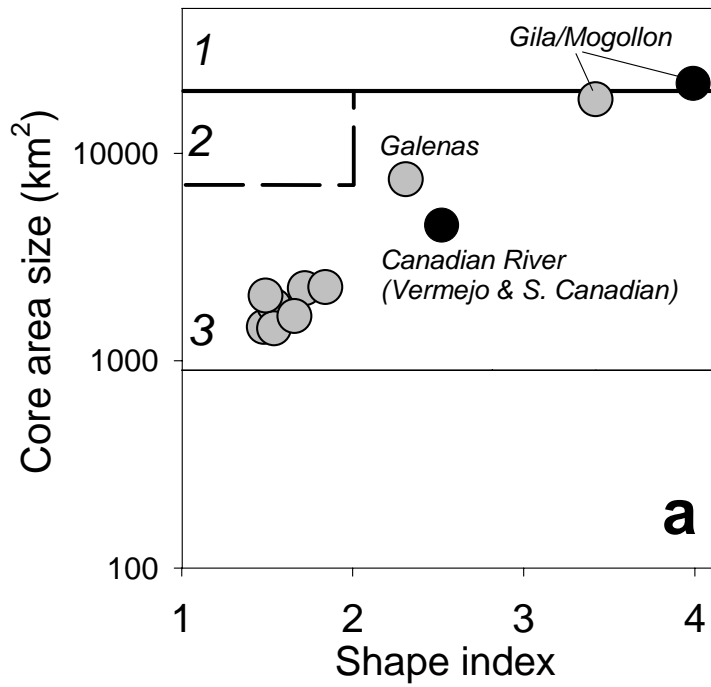 Gila/Mogollon
1
2
Galenas
10000
Core area size (km²)
Canadian River
(Vermejo & S. Canadian)
3
1000
a
100
1 2 3 4
Shape index